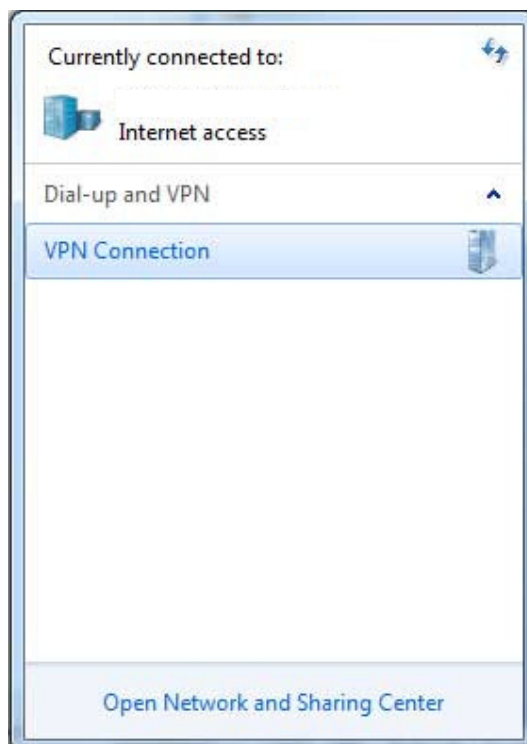 Currently connected to:
Internet access
Dial-up and VPN
VPN Connection
Open Network and Sharing Center